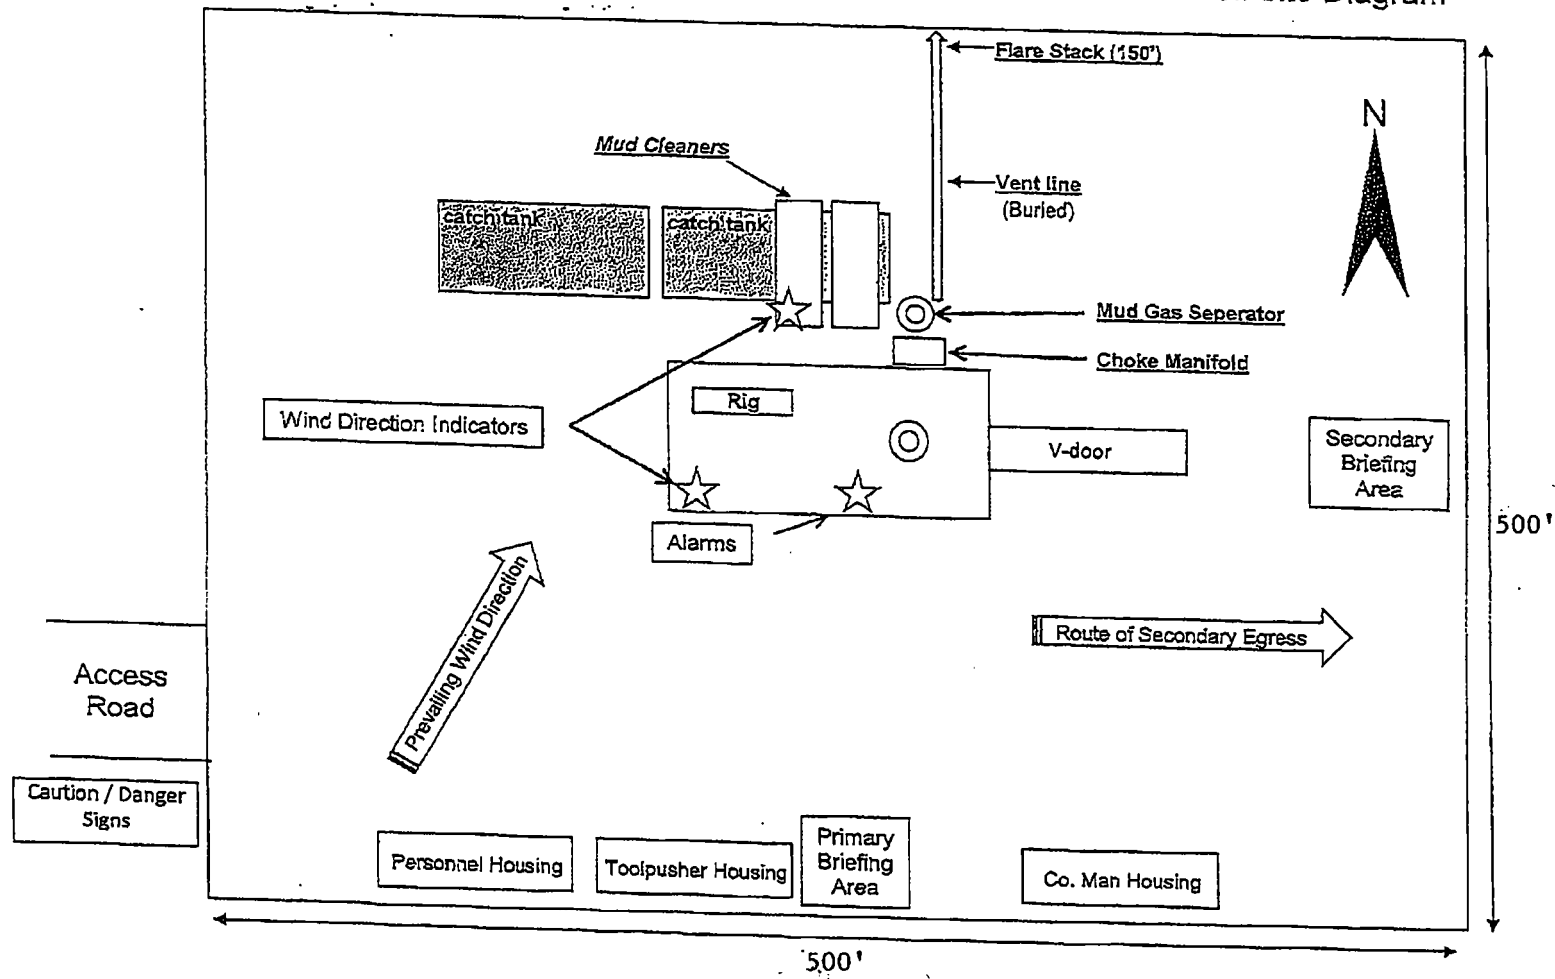 Diagram
Flare Stack (150')
N
Mud Cleaners
Vent line
(Buried)
catch tank
catch tank
Mud Gas Seperator
Choke Manifold
Rig
Wind Direction Indicators
V-door
Secondary
Briefing
Area
500'
Alarms
Prevailing Wind Direction
Route of Secondary Egress
Access
Road
Caution / Danger
Signs
Personnel Housing
Toolpusher Housing
Primary
Briefing
Area
Co. Man Housing
500'